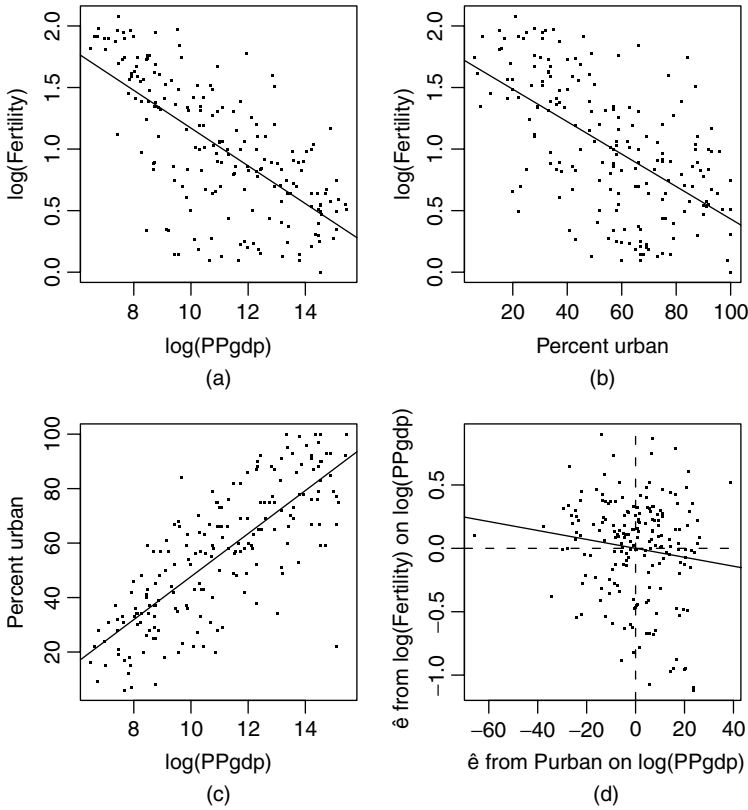 2.0
1.5
1.0
0.5
0.0
log(Fertility)
8 10 12 14
log(PPgdp)
(a)
2.0
1.5
1.0
0.5
0.0
log(Fertility)
20 40 60 80 100
Percent urban
(b)
100
80
60
40
20
Percent urban
8 10 12 14
log(PPgdp)
(c)
0.5
0.0
−0.5
−1.0
ê from log(Fertility) on log(PPgdp)
−60 −40 −20 0 20 40
ê from Purban on log(PPgdp)
(d)